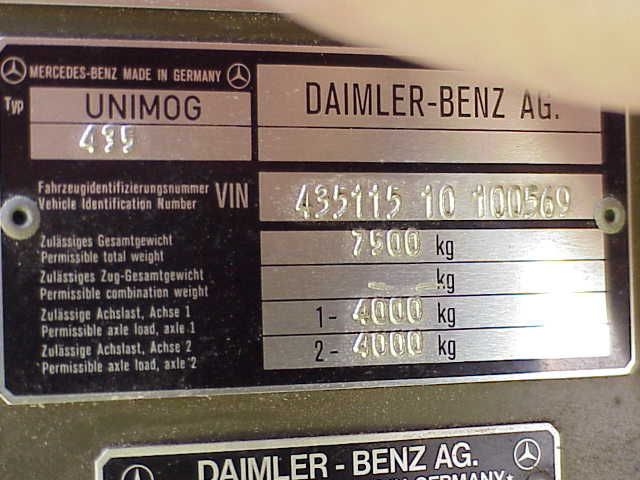 MERCEDES-BENZ MADE IN GERMANY
Typ UNIMOG
435
DAIMLER-BENZ AG.
Fahrzeugidentifizierungsnummer
Vehicle Identification Number VIN 435115 10 100569
Zulässiges Gesamtgewicht
Permissible total weight 7500 kg
Zulässiges Zug-Gesamtgewicht
Permissible combination weight — — kg
Zulässige Achslast, Achse 1
Permissible axle load, axle 1 1 - 4000 kg
Zulässige Achslast, Achse 2
Permissible axle load, axle 2 2 - 4000 kg
DAIMLER - BENZ AG.
GERMANY